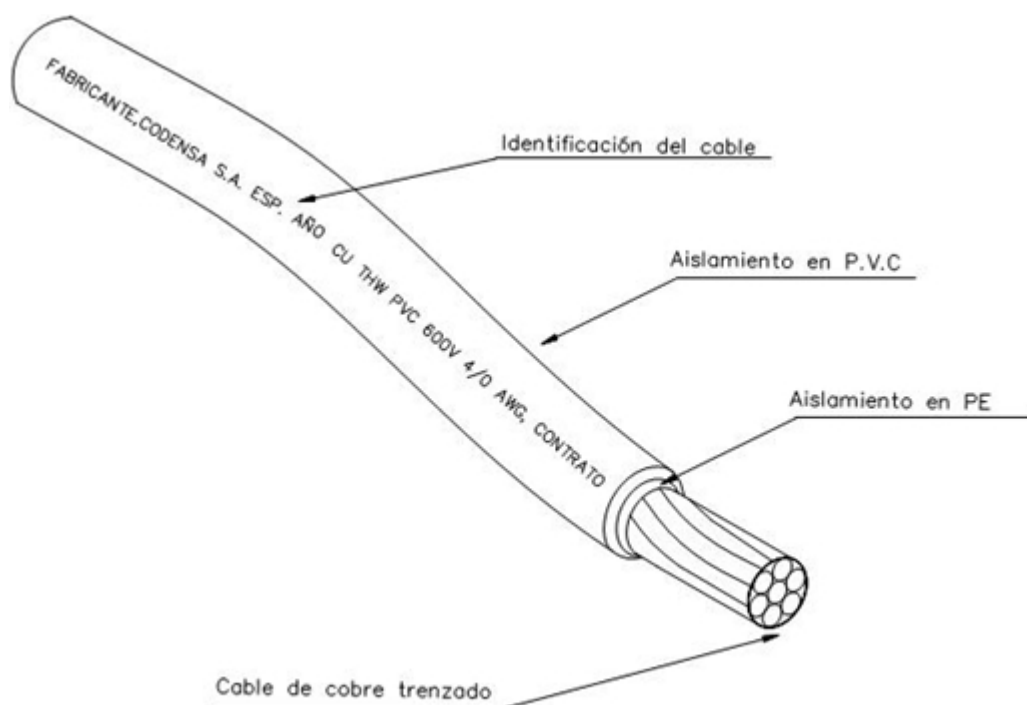 FABRICANTE,CODENSA S.A. ESP. AÑO CU THW PVC 600V 4/0 AWG, CONTRATO
Identificación del cable
Aislamiento en P.V.C
Aislamiento en PE
Cable de cobre trenzado